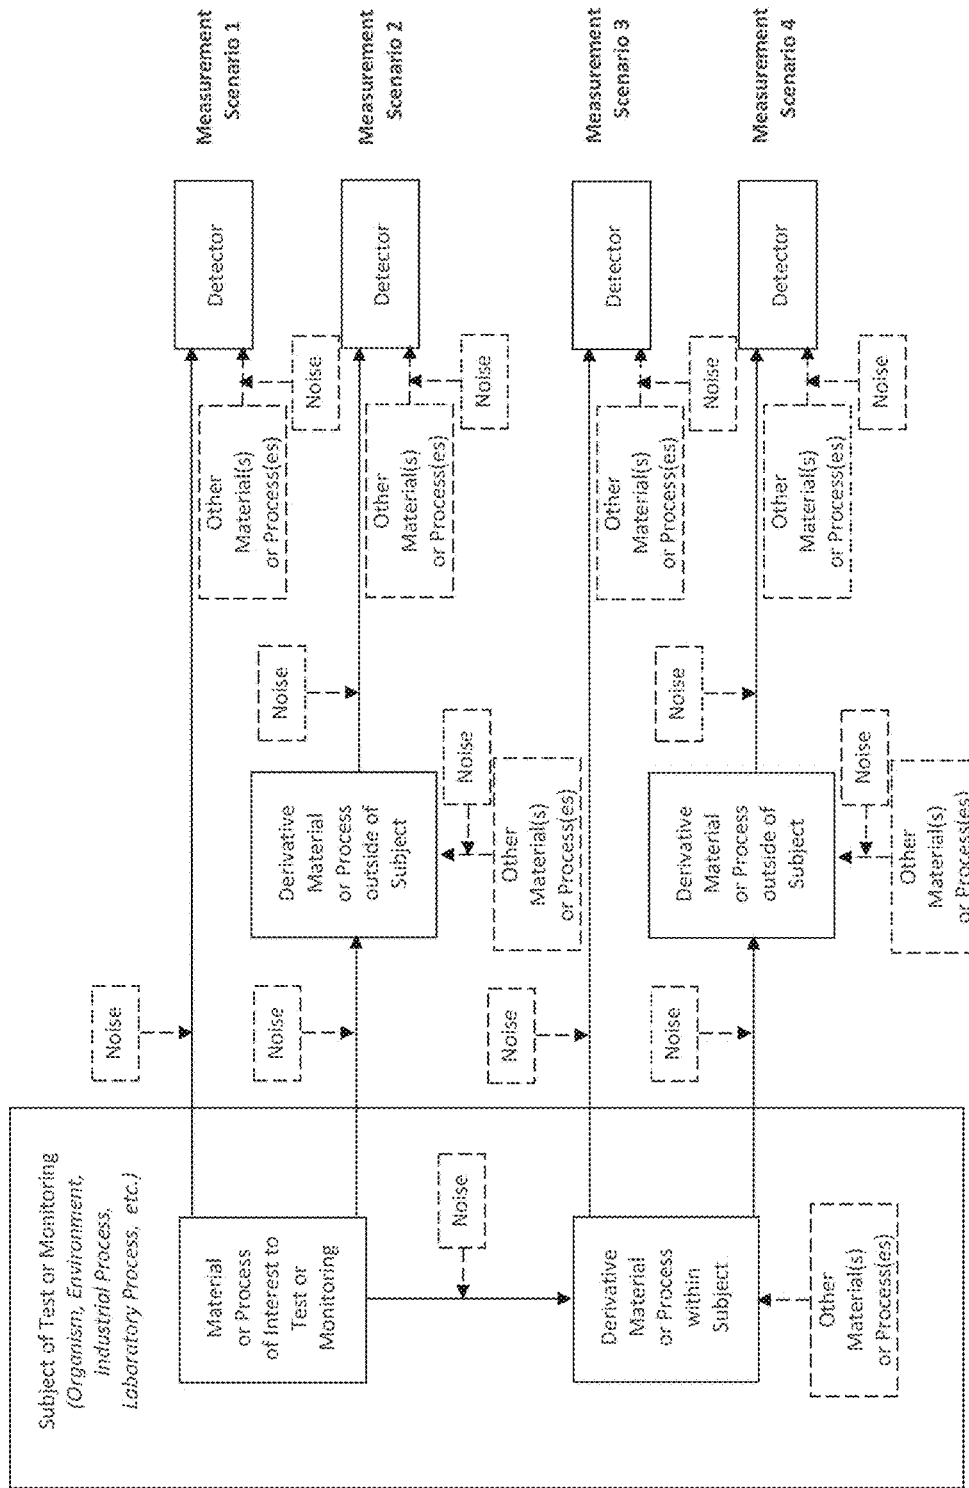 Subject of Test or Monitoring
(Organism, Environment,
Industrial Process,
Laboratory Process, etc.)
Material
or Process
of Interest to
Test or
Monitoring
Noise
Derivative
Material
or Process
within
Subject
Other
Material(s)
or Process(es)
Noise
Detector
Measurement
Scenario 1
Other
Material(s)
or Process(es)
Noise
Noise
Derivative
Material
or Process
outside of
Subject
Noise
Other
Material(s)
or Process(es)
Noise
Detector
Measurement
Scenario 2
Other
Material(s)
or Process(es)
Noise
Noise
Detector
Measurement
Scenario 3
Other
Material(s)
or Process(es)
Noise
Noise
Derivative
Material
or Process
outside of
Subject
Noise
Other
Material(s)
or Process(es)
Noise
Detector
Measurement
Scenario 4
Other
Material(s)
or Process(es)
Noise